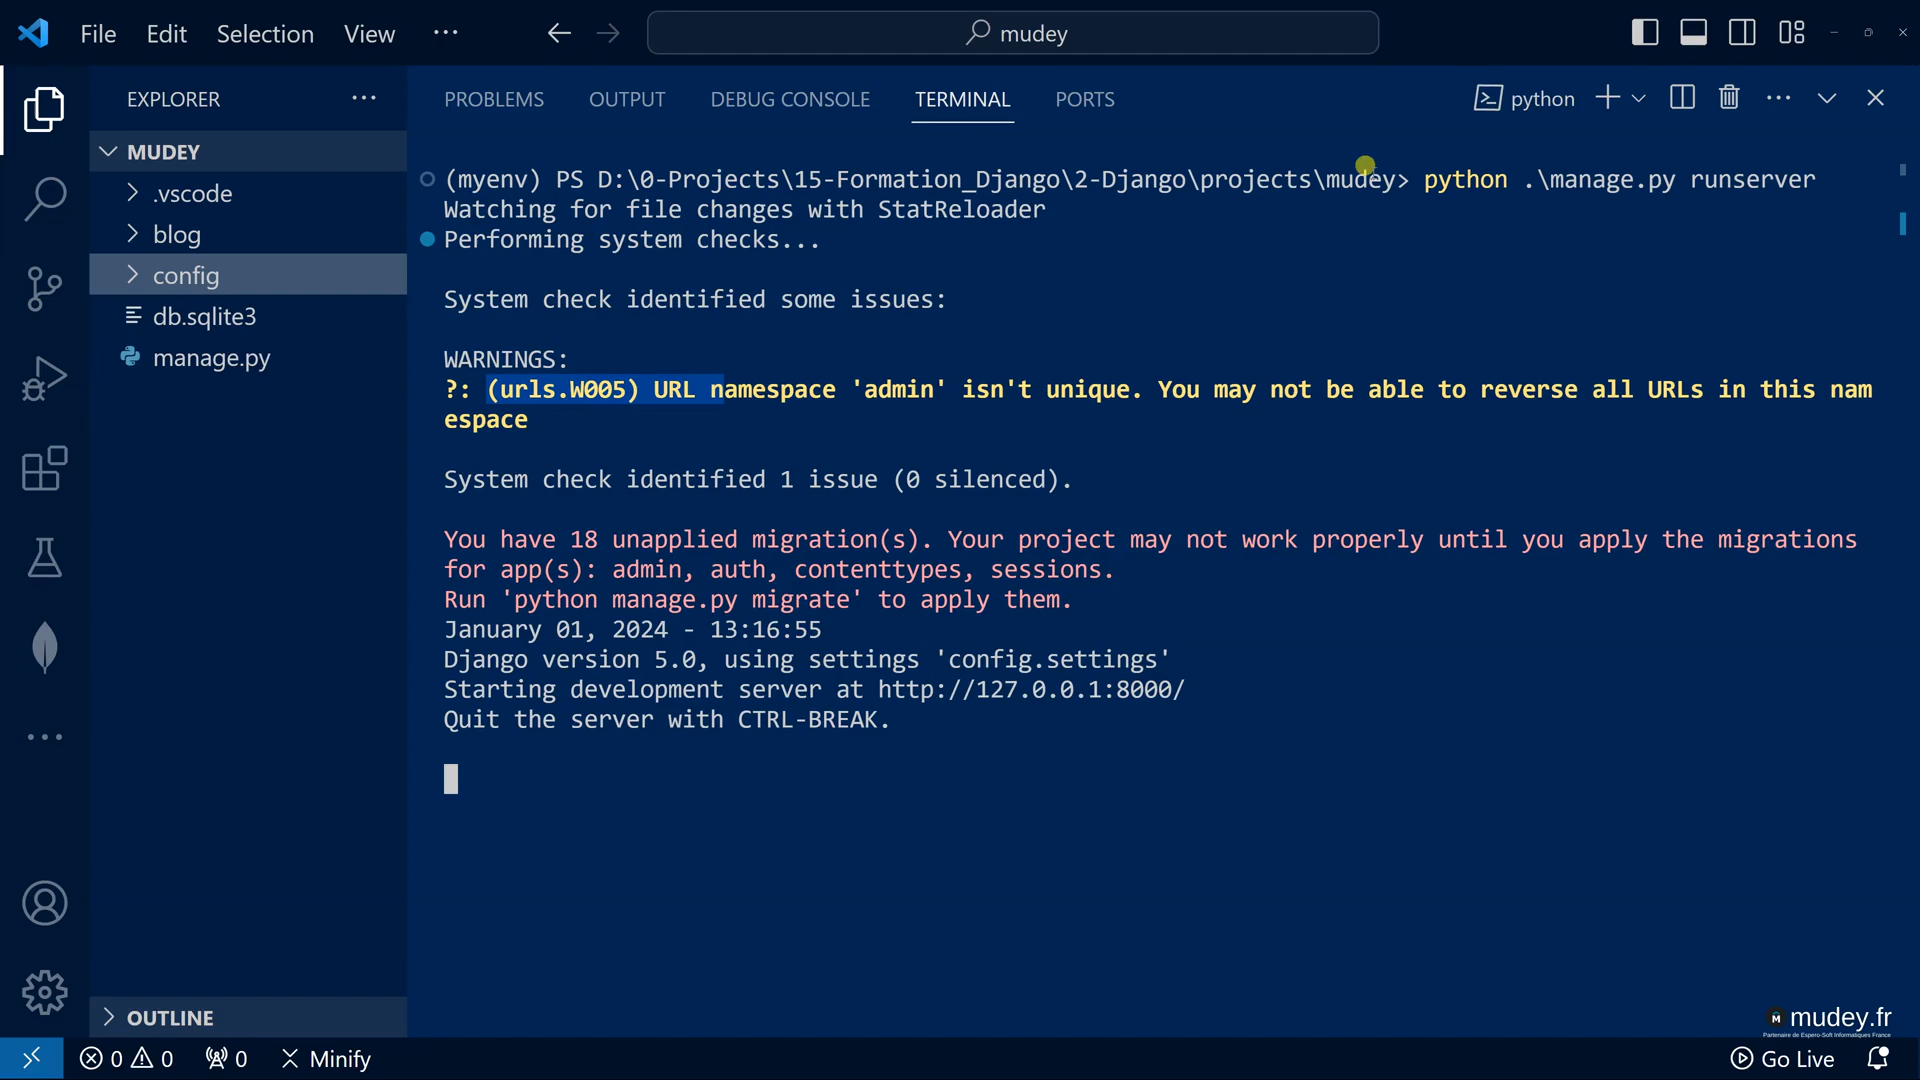 File Edit Selection View ··· mudey
EXPLORER ···
MUDEY
.vscode
blog
config
db.sqlite3
manage.py
OUTLINE
PROBLEMS OUTPUT DEBUG CONSOLE TERMINAL PORTS python ···
(myenv) PS D:\0-Projects\15-Formation_Django\2-Django\projects\mudey> python .\manage.py runserver
Watching for file changes with StatReloader
Performing system checks...
System check identified some issues:
WARNINGS:
?: (urls.W005) URL namespace 'admin' isn't unique. You may not be able to reverse all URLs in this nam
espace
System check identified 1 issue (0 silenced).
You have 18 unapplied migration(s). Your project may not work properly until you apply the migrations
for app(s): admin, auth, contenttypes, sessions.
Run 'python manage.py migrate' to apply them.
January 01, 2024 - 13:16:55
Django version 5.0, using settings 'config.settings'
Starting development server at http://127.0.0.1:8000/
Quit the server with CTRL-BREAK.
M mudey.fr
Partenaire de Espero-Soft Informatiques France
0 0 0 Minify Go Live